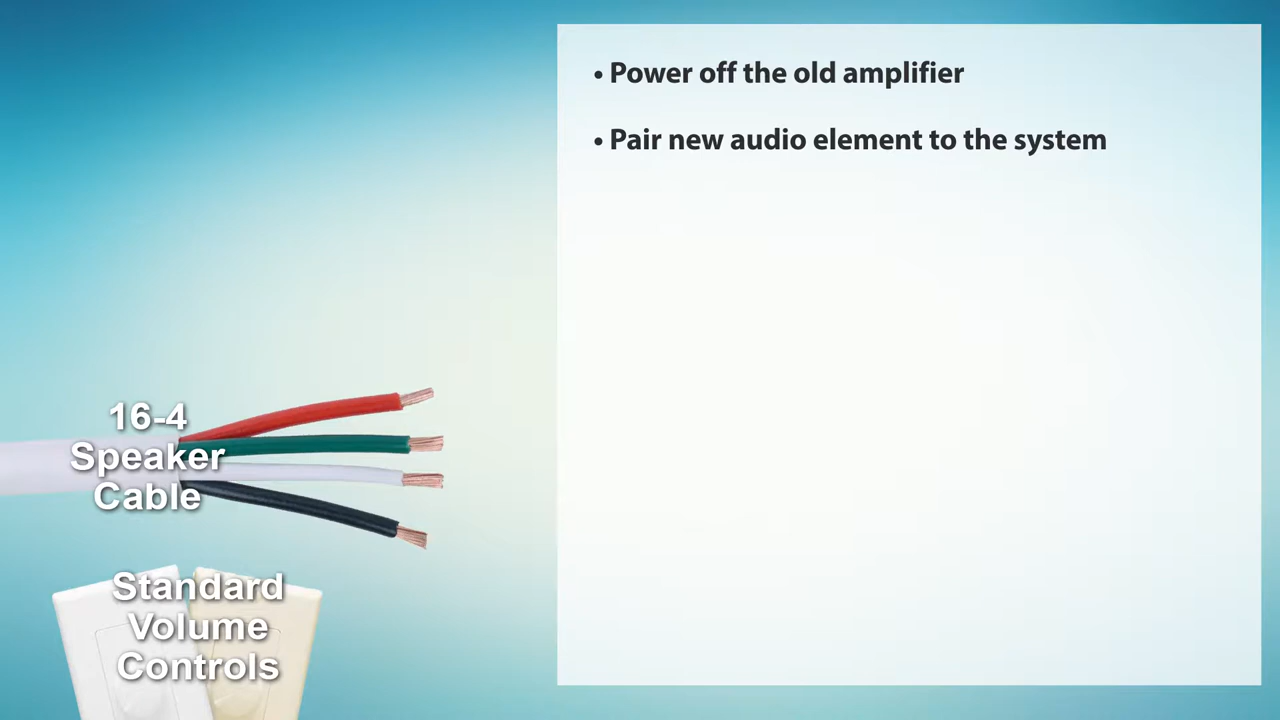 • Power off the old amplifier
• Pair new audio element to the system
16-4
Speaker
Cable
Standard
Volume
Controls